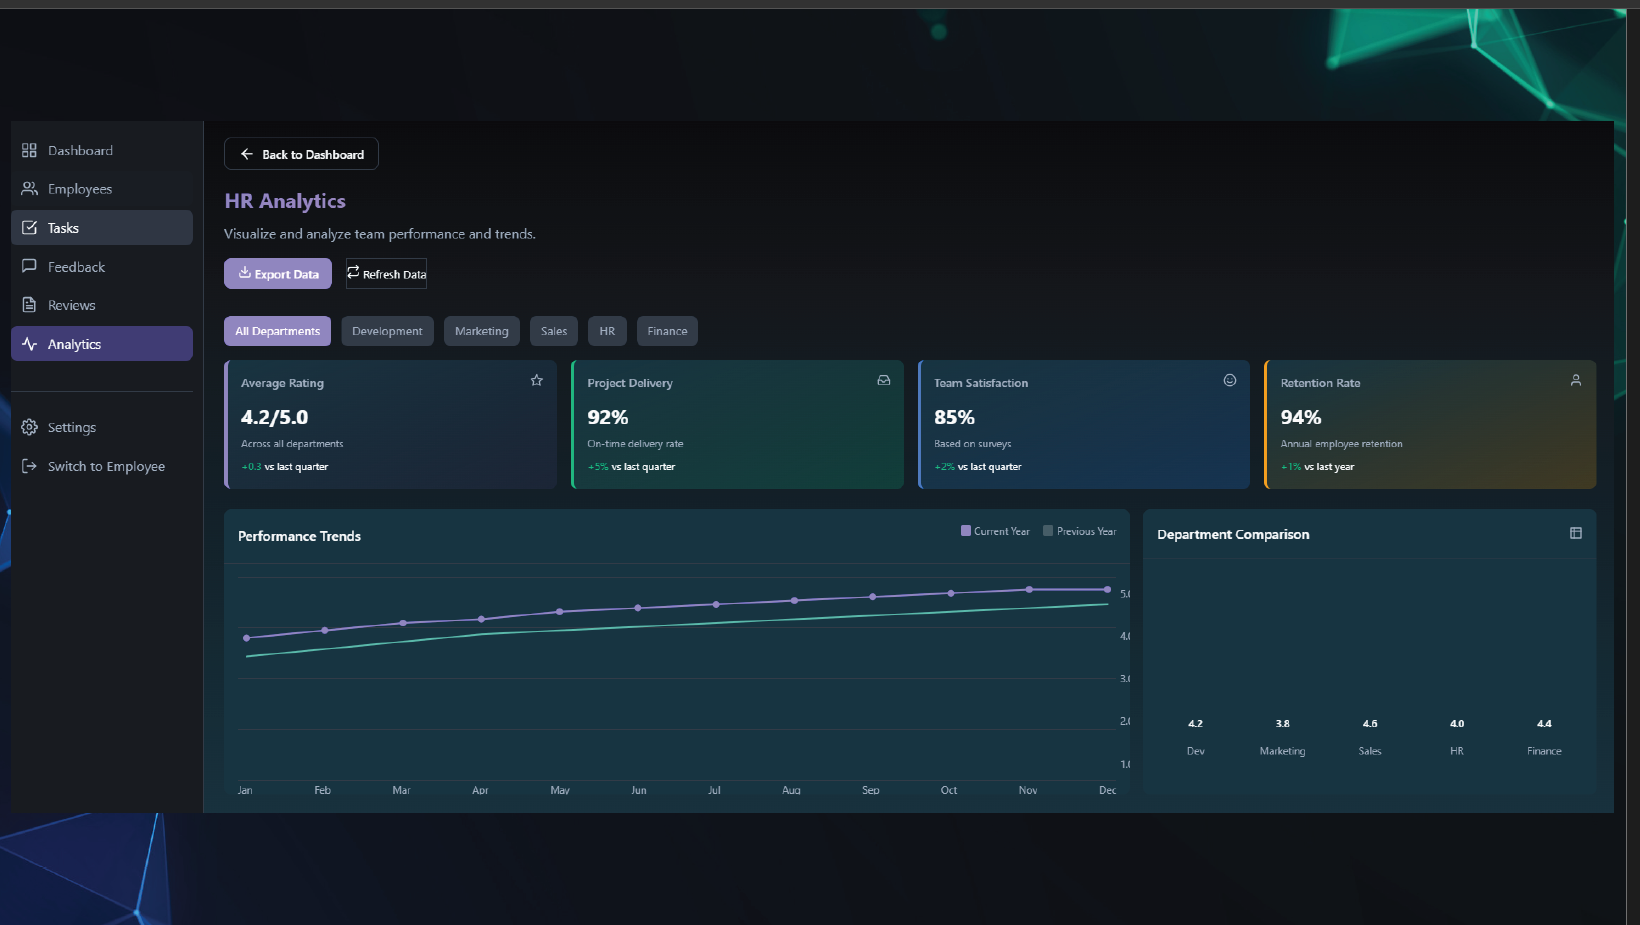 Dashboard
Employees
Tasks
Feedback
Reviews
Analytics
Settings
Switch to Employee
Back to Dashboard
HR Analytics
Visualize and analyze team performance and trends.
Export Data
Refresh Data
All Departments
Development
Marketing
Sales
HR
Finance
Average Rating
4.2/5.0
Across all departments
+0.3 vs last quarter
Project Delivery
92%
On-time delivery rate
+5% vs last quarter
Team Satisfaction
85%
Based on surveys
+2% vs last quarter
Retention Rate
94%
Annual employee retention
+1% vs last year
Performance Trends
Current Year
Previous Year
5.0
4.0
3.0
2.0
1.0
Jan
Feb
Mar
Apr
May
Jun
Jul
Aug
Sep
Oct
Nov
Dec
Department Comparison
4.2
3.8
4.6
4.0
4.4
Dev
Marketing
Sales
HR
Finance